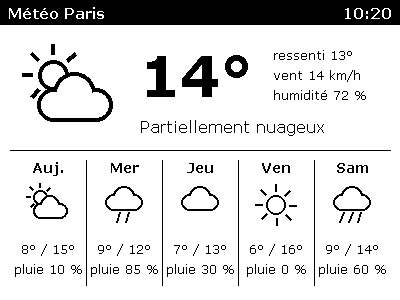 Météo Paris 10:20
14°
ressenti 13°
vent 14 km/h
humidité 72 %
Partiellement nuageux
Auj. Mer Jeu Ven Sam
8° / 15° 9° / 12° 7° / 13° 6° / 16° 9° / 14°
pluie 10 % pluie 85 % pluie 30 % pluie 0 % pluie 60 %